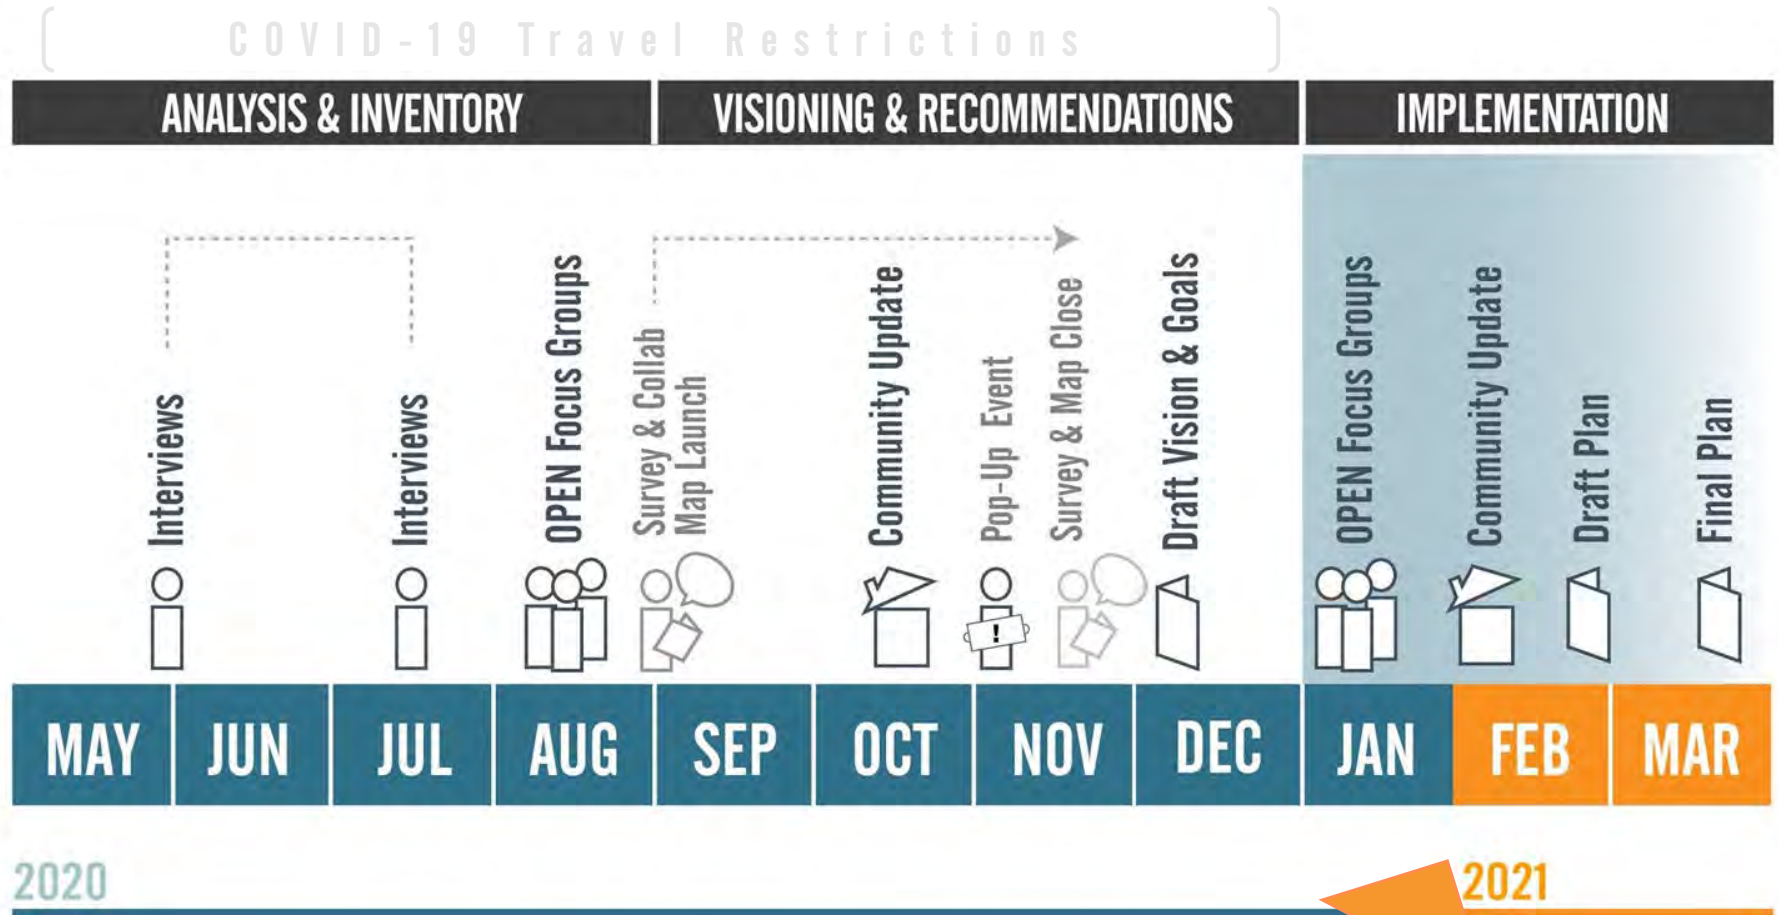 COVID-19 Travel Restrictions
ANALYSIS & INVENTORY
VISIONING & RECOMMENDATIONS
IMPLEMENTATION
Interviews
Interviews
OPEN Focus Groups
Survey & Collab
Map Launch
Community Update
Pop-Up Event
!
Survey & Map Close
Draft Vision & Goals
OPEN Focus Groups
Community Update
Draft Plan
Final Plan
MAY
JUN
JUL
AUG
SEP
OCT
NOV
DEC
JAN
FEB
MAR
2020
2021